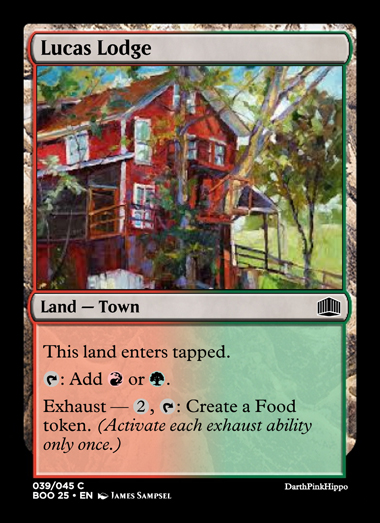 Lucas Lodge
Land — Town
This land enters tapped.
: Add or .
Exhaust — 2, : Create a Food
token. (Activate each exhaust ability
only once.)
039/045 C
BOO 25 • EN James Sampsel
DarthPinkHippo